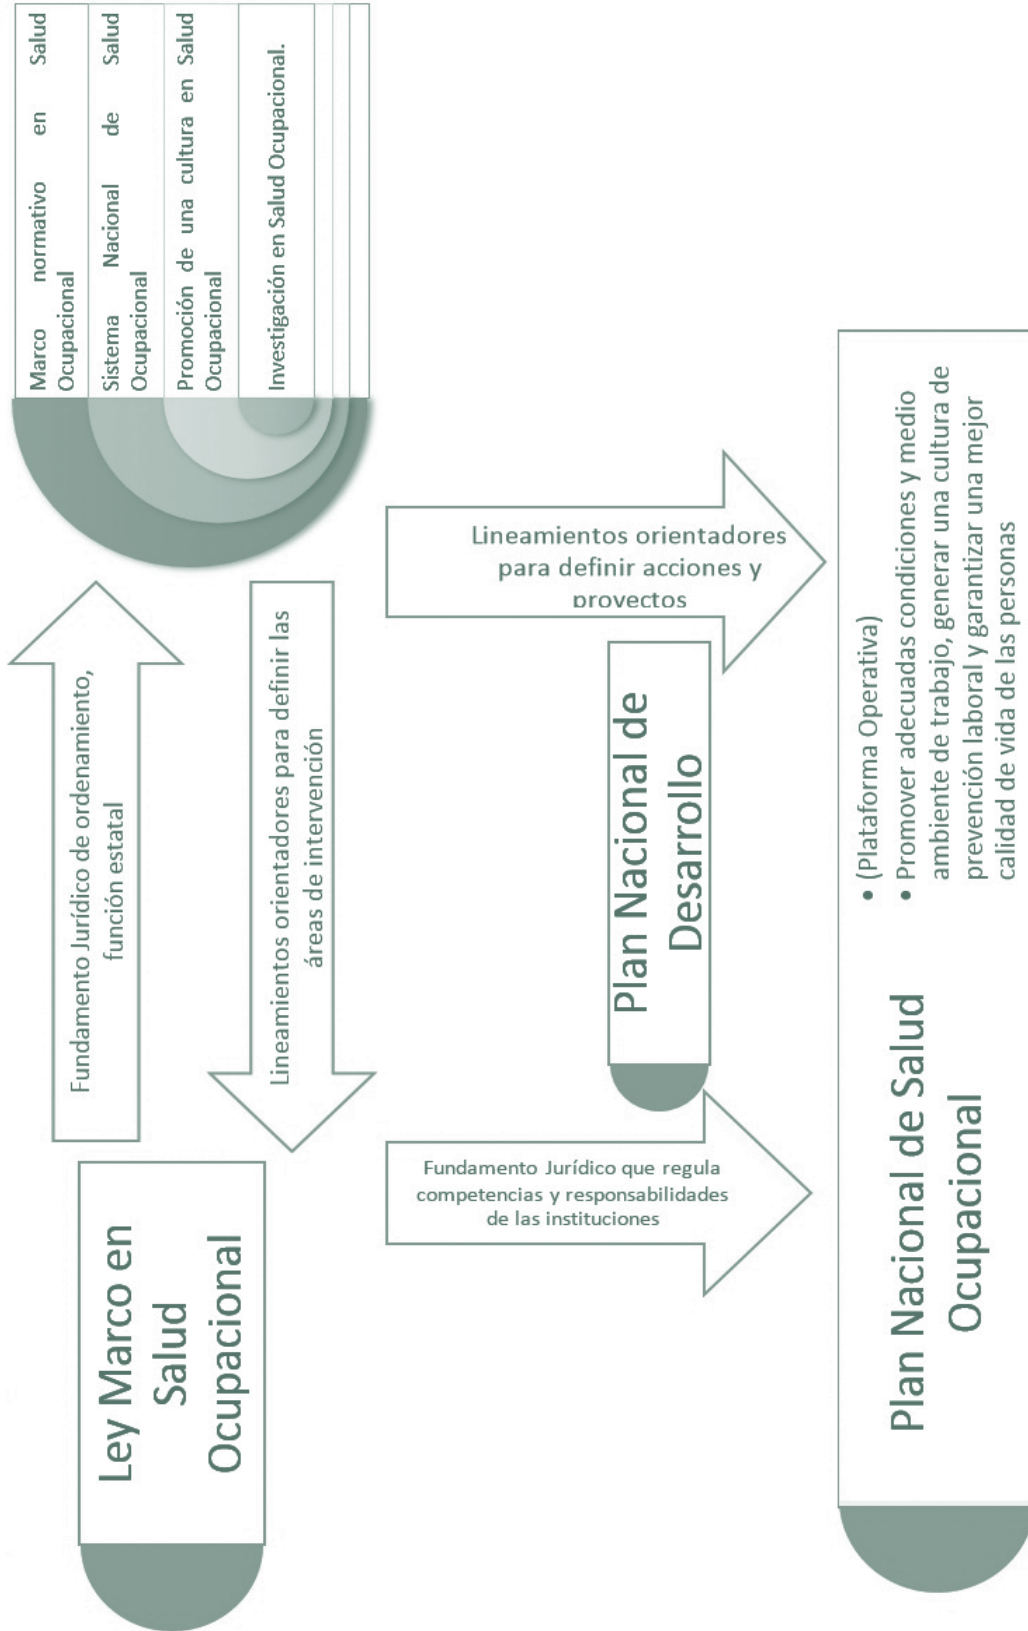 Ley Marco en
Salud
Ocupacional
Fundamento Jurídico de ordenamiento,
función estatal
Lineamientos orientadores para definir las
áreas de intervención
Marco normativo en Salud
Ocupacional
Sistema Nacional de Salud
Ocupacional
Promoción de una cultura en Salud
Ocupacional
Investigación en Salud Ocupacional.
Fundamento Jurídico que regula
competencias y responsabilidades
de las instituciones
Plan Nacional de
Desarrollo
Lineamientos orientadores
para definir acciones y
proyectos
Plan Nacional de Salud
Ocupacional
• (Plataforma Operativa)
• Promover adecuadas condiciones y medio
ambiente de trabajo, generar una cultura de
prevención laboral y garantizar una mejor
calidad de vida de las personas